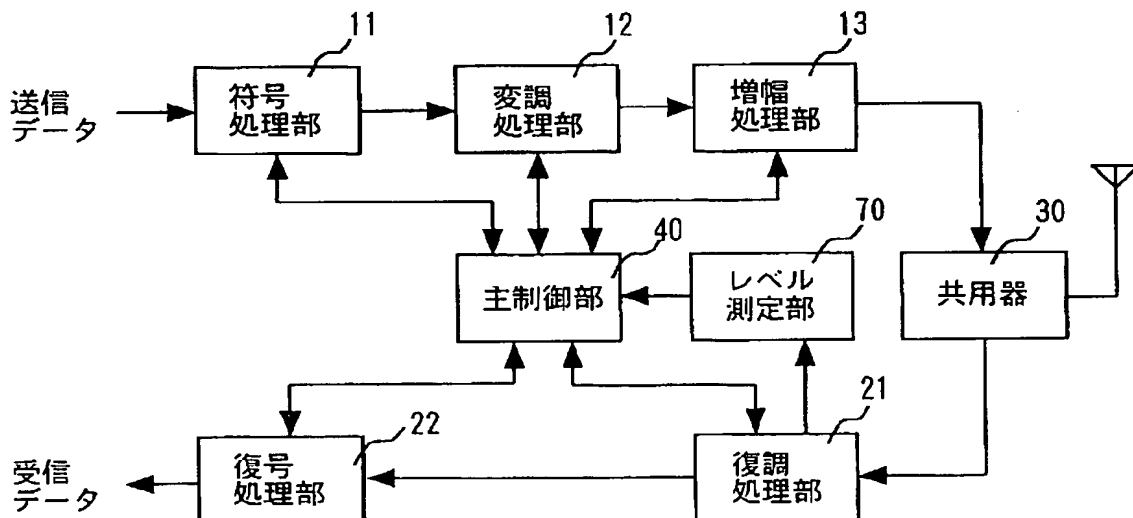 11
12
13
送信
データ
符号
処理部
変調
処理部
増幅
処理部
40
70
30
主制御部
レベル
測定部
共用器
22
21
受信
データ
復号
処理部
復調
処理部